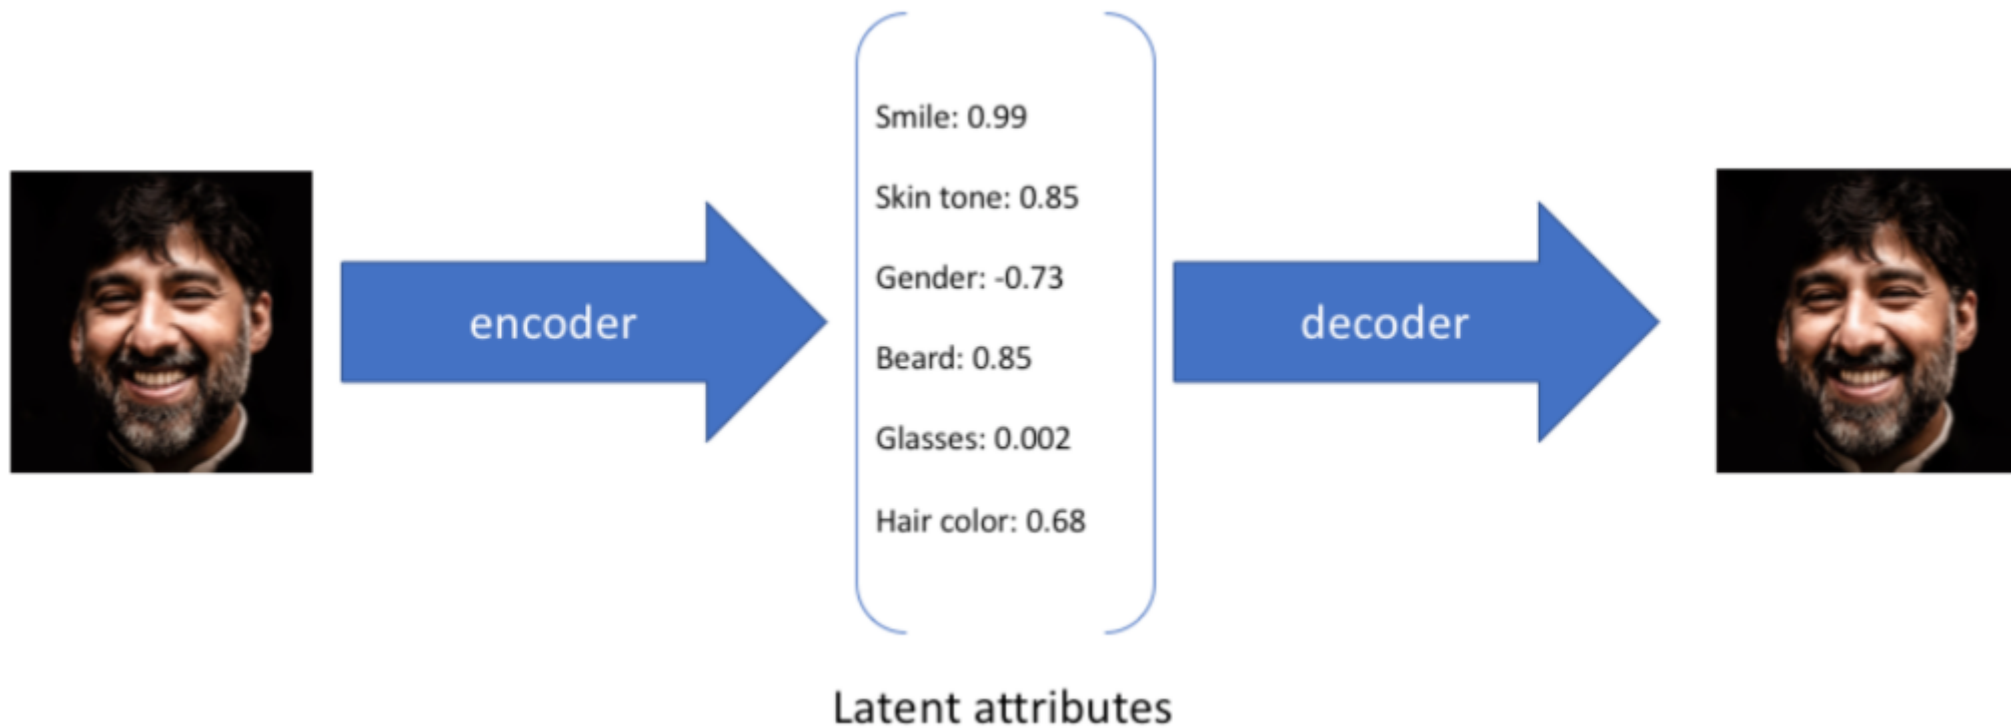 encoder
Smile: 0.99
Skin tone: 0.85
Gender: -0.73
Beard: 0.85
Glasses: 0.002
Hair color: 0.68
decoder
Latent attributes